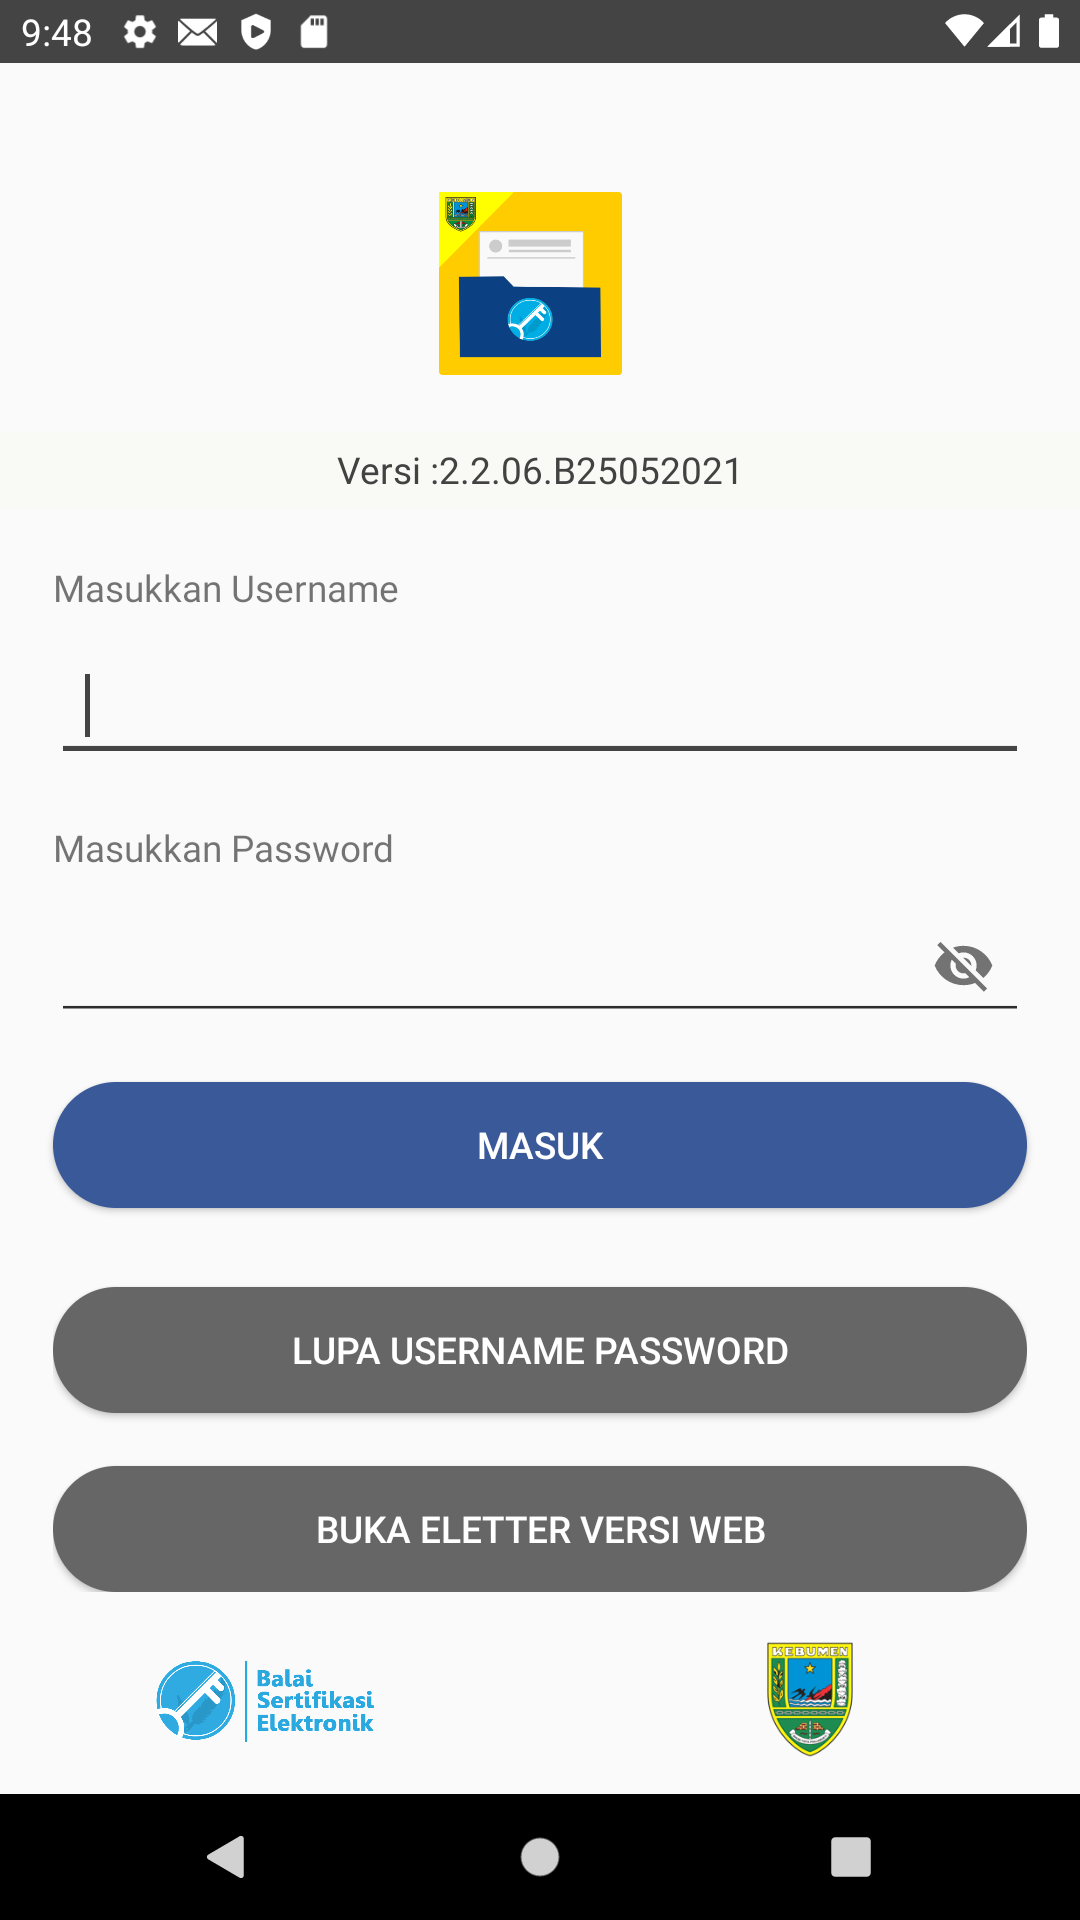 9:48
Versi :2.2.06.B25052021
Masukkan Username
Masukkan Password
MASUK
LUPA USERNAME PASSWORD
BUKA ELETTER VERSI WEB
Balai
Sertifikasi
Elektronik
KEBUMEN